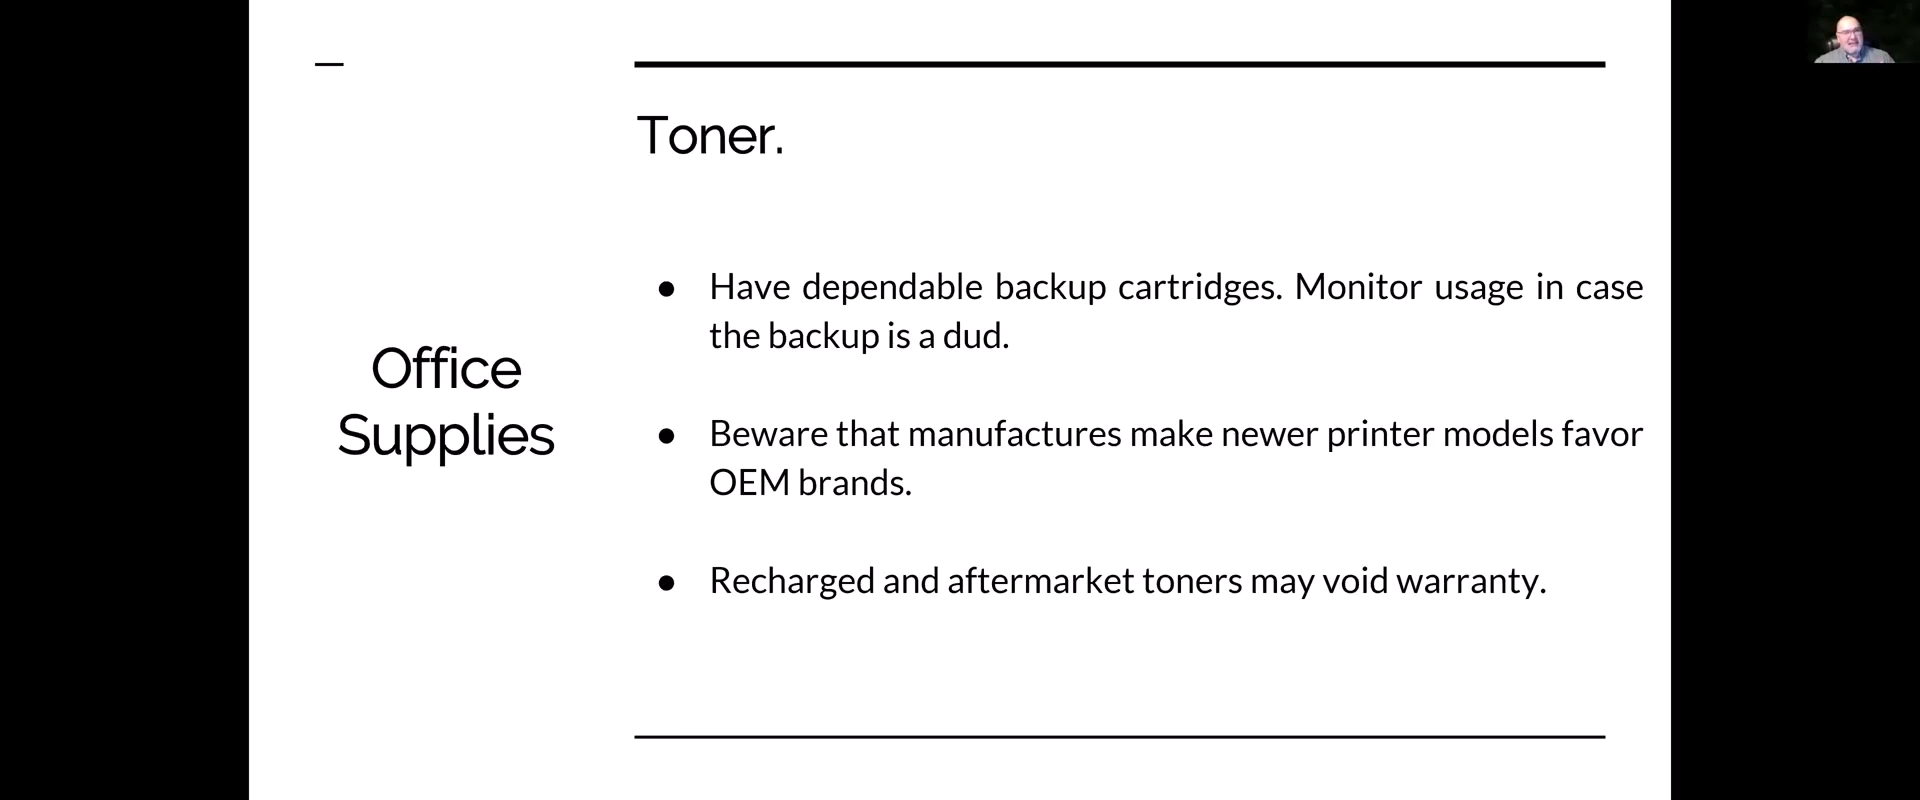 Office
Supplies
Toner.
● Have dependable backup cartridges. Monitor usage in case
the backup is a dud.
● Beware that manufactures make newer printer models favor
OEM brands.
● Recharged and aftermarket toners may void warranty.